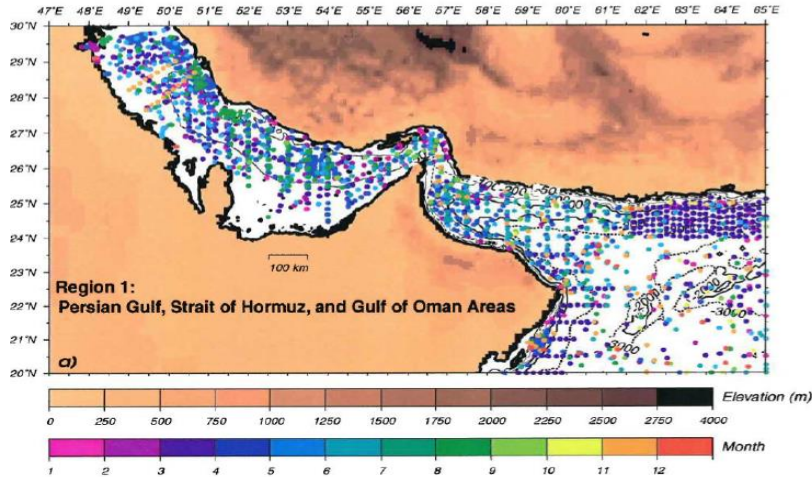 47°E 48°E 49°E 50°E 51°E 52°E 53°E 54°E 55°E 56°E 57°E 58°E 59°E 60°E 61°E 62°E 63°E 64°E 65°E
30°N
29°N
28°N
27°N
26°N
25°N
24°N
23°N
22°N
21°N
20°N
-200
-50
100 km
Region 1:
Persian Gulf, Strait of Hormuz, and Gulf of Oman Areas
-2000
-3000
-3000
a)
Elevation (m)
0 250 500 750 1000 1250 1500 1750 2000 2250 2500 2750 4000
Month
1 2 3 4 5 6 7 8 9 10 11 12